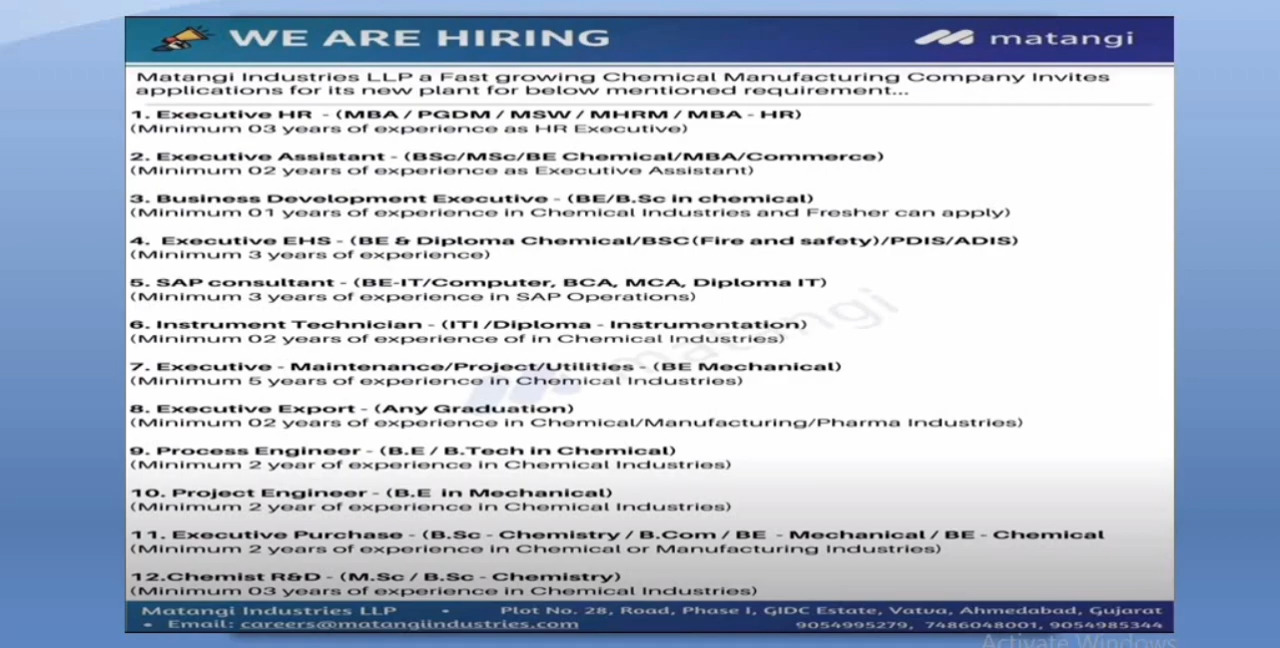 WE ARE HIRING
matangi
Matangi Industries LLP a Fast growing Chemical Manufacturing Company Invites
applications for its new plant for below mentioned requirement...
1. Executive HR - (MBA / PGDM / MSW / MHRM / MBA - HR)
(Minimum 03 years of experience as HR Executive)
2. Executive Assistant - (BSc/MSc/BE Chemical/MBA/Commerce)
(Minimum 02 years of experience as Executive Assistant)
3. Business Development Executive - (BE/B.Sc in chemical)
(Minimum 01 years of experience in Chemical Industries and Fresher can apply)
4. Executive EHS - (BE & Diploma Chemical/BSC(Fire and safety)/PDIS/ADIS)
(Minimum 3 years of experience)
5. SAP consultant - (BE-IT/Computer, BCA, MCA, Diploma IT)
(Minimum 3 years of experience in SAP Operations)
6. Instrument Technician - (ITI /Diploma - Instrumentation)
(Minimum 02 years of experience of in Chemical Industries)
matangi
7. Executive - Maintenance/Project/Utilities - (BE Mechanical)
(Minimum 5 years of experience in Chemical Industries)
8. Executive Export - (Any Graduation)
(Minimum 02 years of experience in Chemical/Manufacturing/Pharma Industries)
9. Process Engineer - (B.E / B.Tech in Chemical)
(Minimum 2 year of experience in Chemical Industries)
10. Project Engineer - (B.E in Mechanical)
(Minimum 2 year of experience in Chemical Industries)
11. Executive Purchase - (B.Sc - Chemistry / B.Com / BE - Mechanical / BE - Chemical
(Minimum 2 years of experience in Chemical or Manufacturing Industries)
12.Chemist R&D - (M.Sc / B.Sc - Chemistry)
(Minimum 03 years of experience in Chemical Industries)
Matangi Industries LLP • Plot No. 28, Road, Phase I, GIDC Estate, Vatva, Ahmedabad, Gujarat
• Email: careers@matangiindustries.com 9054995279, 7486048001, 9054985344
Activate Windows